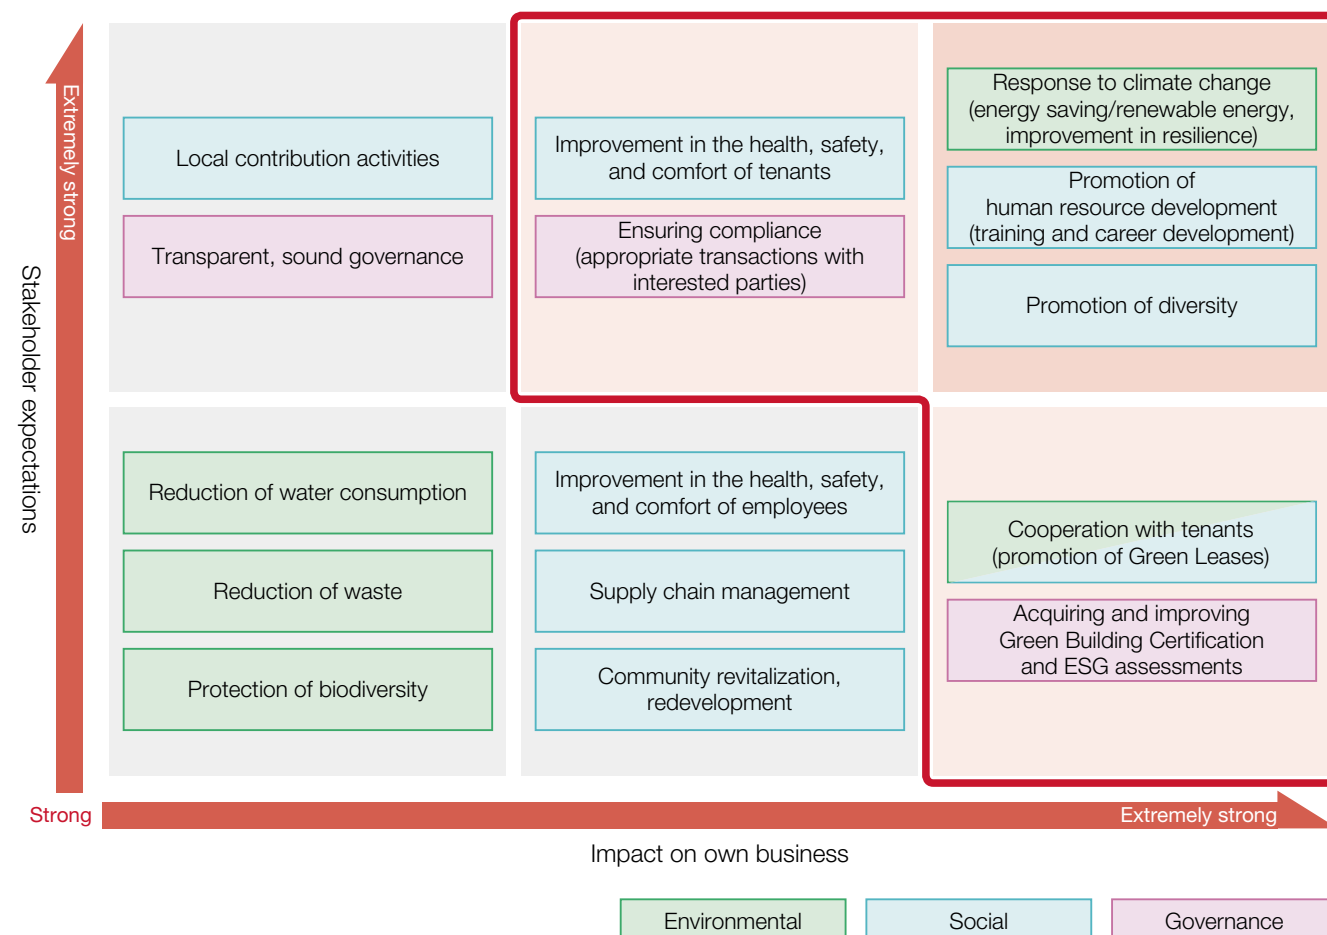 Extremely strong
Stakeholder expectations
Local contribution activities
Transparent, sound governance
Improvement in the health, safety,
and comfort of tenants
Ensuring compliance
(appropriate transactions with
interested parties)
Response to climate change
(energy saving/renewable energy,
improvement in resilience)
Promotion of
human resource development
(training and career development)
Promotion of diversity
Reduction of water consumption
Reduction of waste
Protection of biodiversity
Improvement in the health, safety,
and comfort of employees
Supply chain management
Community revitalization,
redevelopment
Cooperation with tenants
(promotion of Green Leases)
Acquiring and improving
Green Building Certification
and ESG assessments
Strong
Extremely strong
Impact on own business
Environmental
Social
Governance